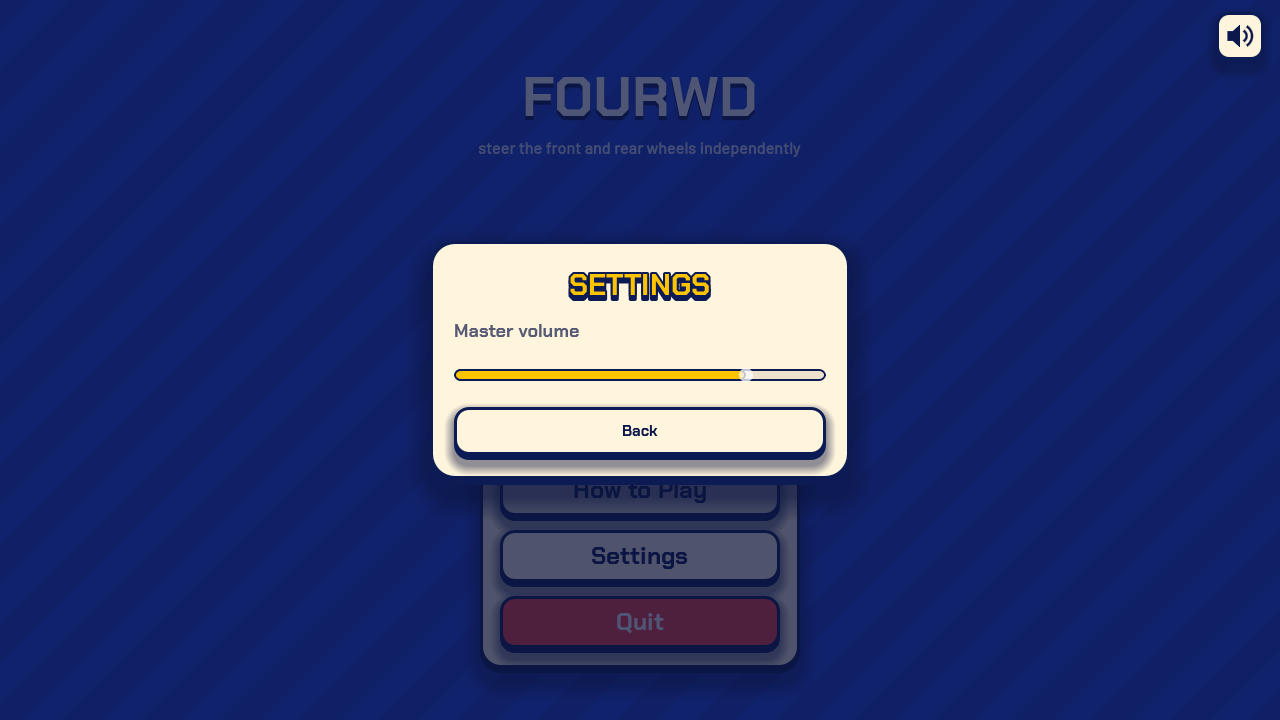 FOURWD
steer the front and rear wheels independently
SETTINGS
Master volume
Back
How to Play
Settings
Quit